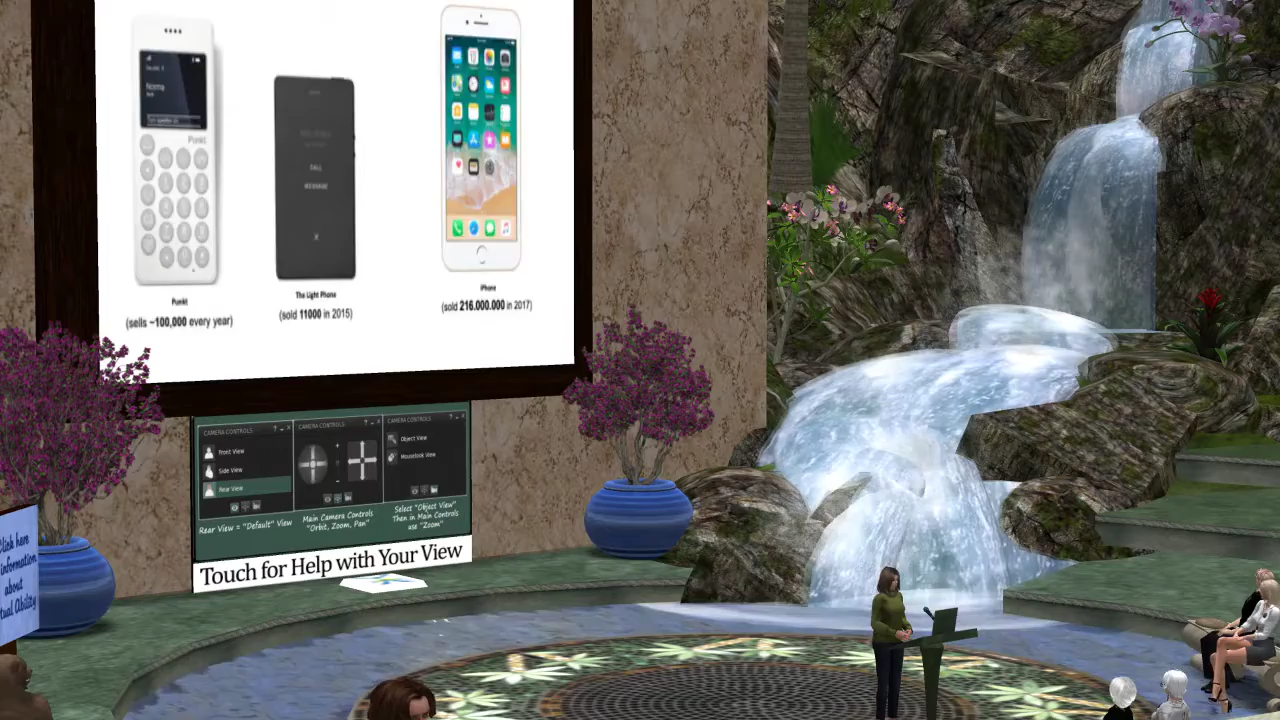 Punkt
Punkt
(sells ~100,000 every year)
CALL
MESSAGE
The Light Phone
(sold 11000 in 2015)
iPhone
(sold 216.000.000 in 2017)
CAMERA CONTROLS
Front View
Side View
Rear View
Rear View = "Default" View
CAMERA CONTROLS
Main Camera Controls
"Orbit, Zoom, Pan"
CAMERA CONTROLS
Object View
Mouselook View
Select "Object View"
Then in Main Controls
use "Zoom"
Touch for Help with Your View
Click here
information
about
Ability